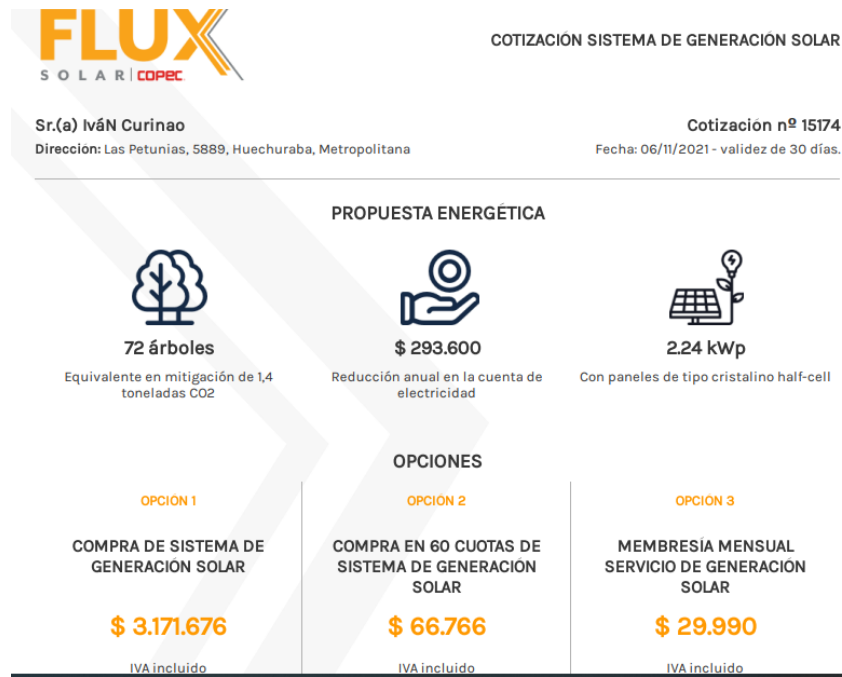 FLUX
SOLAR | COPEC
COTIZACIÓN SISTEMA DE GENERACIÓN SOLAR
Sr.(a) IváN Curinao
Cotización nº 15174
Dirección: Las Petunias, 5889, Huechuraba, Metropolitana
Fecha: 06/11/2021 - validez de 30 días.
PROPUESTA ENERGÉTICA
72 árboles
$ 293.600
2.24 kWp
Equivalente en mitigación de 1,4
toneladas CO2
Reducción anual en la cuenta de
electricidad
Con paneles de tipo cristalino half-cell
OPCIONES
OPCIÓN 1
COMPRA DE SISTEMA DE
GENERACIÓN SOLAR
$ 3.171.676
IVA incluido
OPCIÓN 2
COMPRA EN 60 CUOTAS DE
SISTEMA DE GENERACIÓN
SOLAR
$ 66.766
IVA incluido
OPCIÓN 3
MEMBRESÍA MENSUAL
SERVICIO DE GENERACIÓN
SOLAR
$ 29.990
IVA incluido